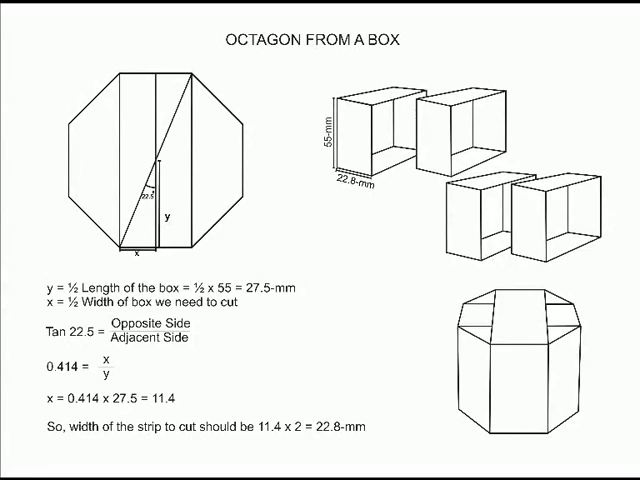 OCTAGON FROM A BOX
22.5°
y
x
55-mm
22.8-mm
y = ½ Length of the box = ½ x 55 = 27.5-mm
x = ½ Width of box we need to cut
Tan 22.5 = Opposite Side
Adjacent Side
0.414 = x
y
x = 0.414 x 27.5 = 11.4
So, width of the strip to cut should be 11.4 x 2 = 22.8-mm